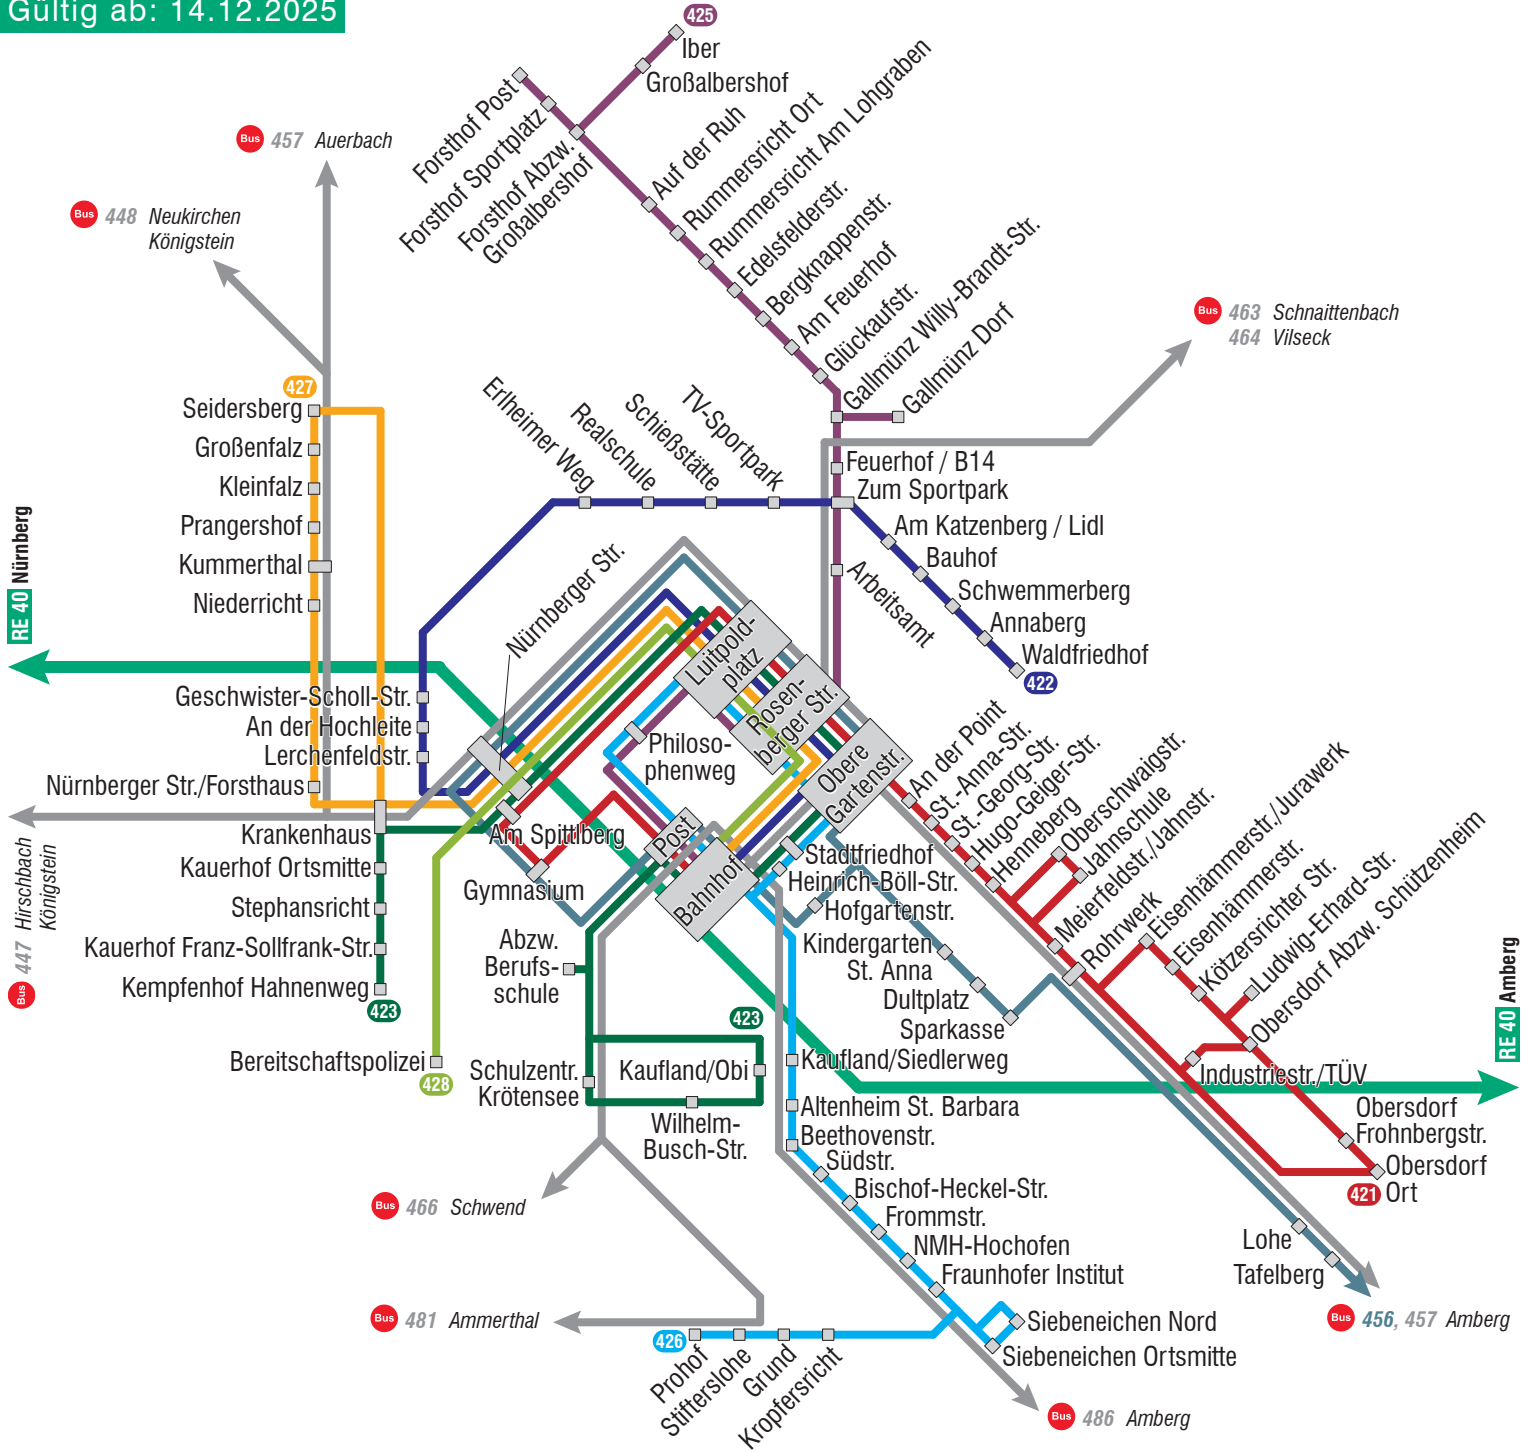 Gültig ab: 14.12.2025
425
Iber
Großalbershof
Forsthof Post
Forsthof Sportplatz
Forsthof Abzw.
Großalbershof
Auf der Ruh
Rummersricht Ort
Rummersricht Am Lohgraben
Edelsfelderstr.
Bergknappenstr.
Am Feuerhof
Glückaufstr.
Gallmünz Willy-Brandt-Str.
Gallmünz Dorf
Bus 457 Auerbach
Bus 448 Neukirchen
Königstein
Bus 463 Schnaittenbach
464 Vilseck
427
Seidersberg
Großenfalz
Kleinfalz
Prangershof
Kummerthal
Niederricht
Erlheimer Weg
Realschule
Schießstätte
TV-Sportpark
Feuerhof / B14
Zum Sportpark
Am Katzenberg / Lidl
Bauhof
Schwemmerberg
Annaberg
Waldfriedhof
422
Arbeitsamt
RE 40 Nürnberg
Nürnberger Str.
Geschwister-Scholl-Str.
An der Hochleite
Lerchenfeldstr.
Nürnberger Str./Forsthaus
Krankenhaus
Kauerhof Ortsmitte
Stephansricht
Kauerhof Franz-Sollfrank-Str.
Kempfenhof Hahnenweg
423
Bus 447 Hirschbach
Königstein
Luitpold-
platz
Rosen-
berger Str.
Obere
Gartenstr.
Philoso-
phenweg
Post
Bahnhof
Am Spittlberg
Gymnasium
Stadtfriedhof
Heinrich-Böll-Str.
Hofgartenstr.
Kindergarten
St. Anna
Dultplatz
Sparkasse
An der Point
St.-Anna-Str.
St.-Georg-Str.
Hugo-Geiger-Str.
Henneberg
Oberschwaigstr.
Jahnschule
Meierfeldstr./Jahnstr.
Rohrwerk
Eisenhämmerstr./Jurawerk
Eisenhämmerstr.
Kötzersrichter Str.
Ludwig-Erhard-Str.
Obersdorf Abzw. Schützenheim
Industriestr./TÜV
Obersdorf
Frohnbergstr.
Obersdorf
Ort
421
RE 40 Amberg
Abzw.
Berufs-
schule
Bereitschaftspolizei
428
Schulzentr.
Krötensee
423
Kaufland/Obi
Wilhelm-
Busch-Str.
Kaufland/Siedlerweg
Altenheim St. Barbara
Beethovenstr.
Südstr.
Bischof-Heckel-Str.
Frommstr.
NMH-Hochofen
Fraunhofer Institut
Siebeneichen Nord
Siebeneichen Ortsmitte
Lohe
Tafelberg
Bus 456, 457 Amberg
Bus 466 Schwend
Bus 481 Ammerthal
426
Prohof
Stifterslohe
Grund
Kropfersricht
Bus 486 Amberg